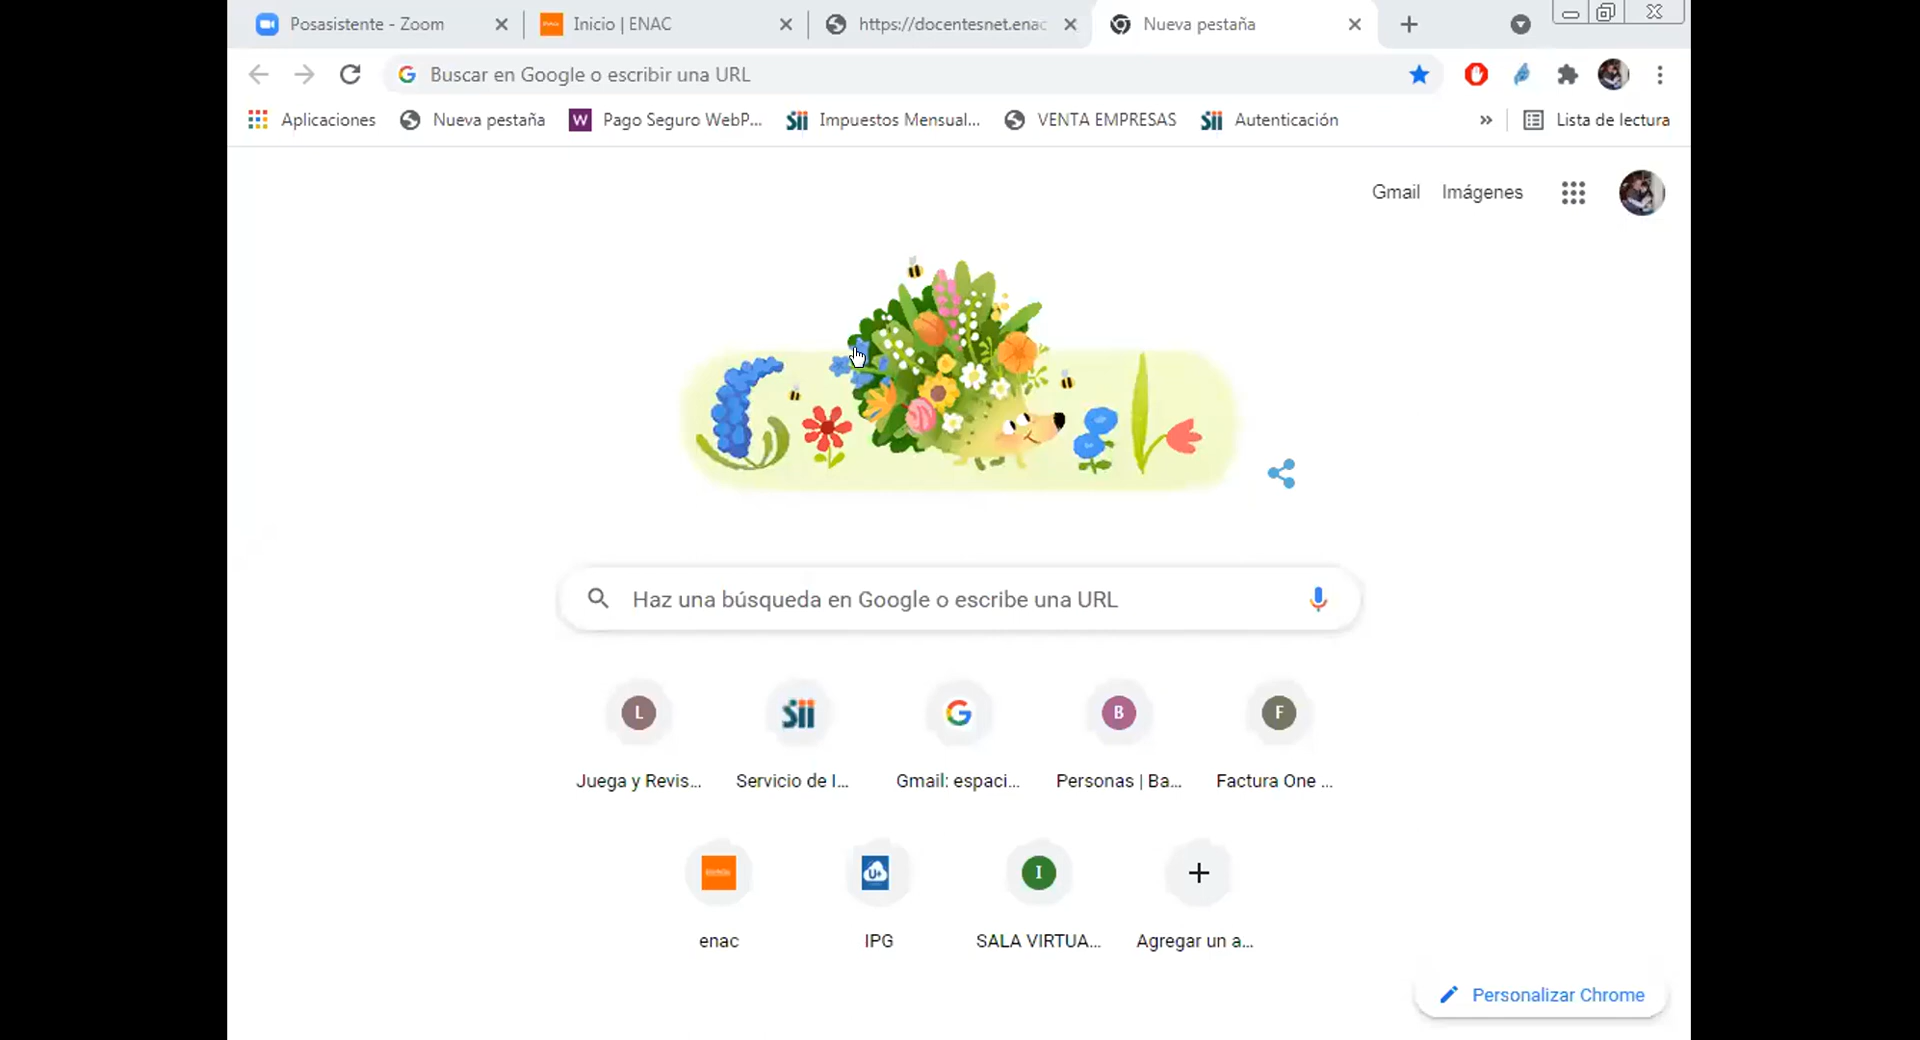 Posasistente - Zoom
Inicio | ENAC
https://docentesnet.enac
Nueva pestaña
Buscar en Google o escribir una URL
Aplicaciones
Nueva pestaña
Pago Seguro WebP...
Impuestos Mensual...
VENTA EMPRESAS
Autenticación
»
Lista de lectura
Gmail
Imágenes
Haz una búsqueda en Google o escribe una URL
L
Sii
G
B
F
Juega y Revis...
Servicio de I...
Gmail: espaci...
Personas | Ba...
Factura One ...
U+
I
enac
IPG
SALA VIRTUA...
Agregar un a...
Personalizar Chrome